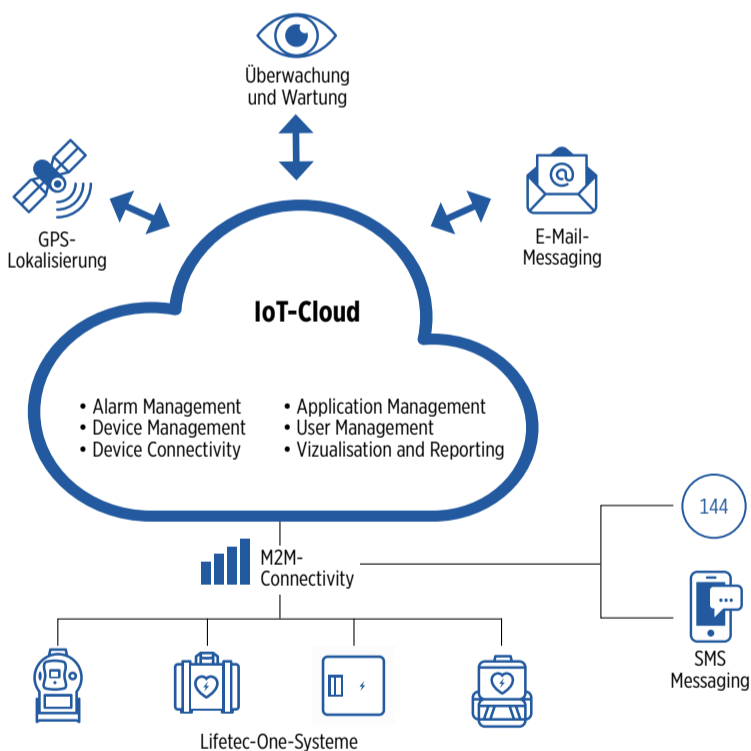 Überwachung
und Wartung
GPS-
Lokalisierung
@
E-Mail-
Messaging
IoT-Cloud
• Alarm Management
• Device Management
• Device Connectivity
• Application Management
• User Management
• Vizualisation and Reporting
M2M-
Connectivity
144
SMS
Messaging
Lifetec-One-Systeme